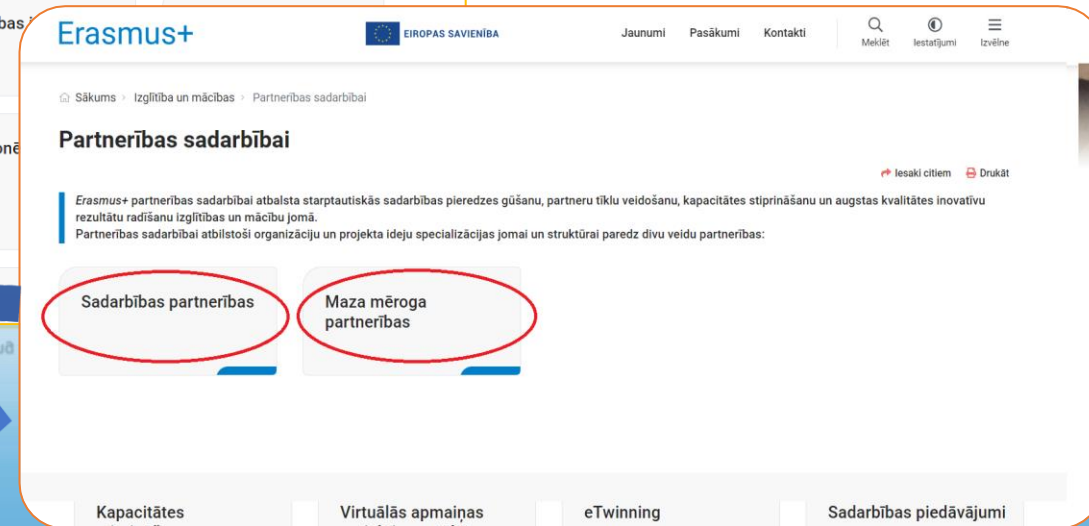 Erasmus+
EIROPAS SAVIENĪBA
Jaunumi Pasākumi Kontakti
Meklēt Iestatījumi Izvēlne
Sākums Izglītība un mācības Partnerības sadarbībai
Partnerības sadarbībai
Iesaki citiem Drukāt
Erasmus+ partnerības sadarbībai atbalsta starptautiskās sadarbības pieredzes gūšanu, partneru tīklu veidošanu, kapacitātes stiprināšanu un augstas kvalitātes inovatīvu
rezultātu radīšanu izglītības un mācību jomā.
Partnerības sadarbībai atbilstoši organizāciju un projekta ideju specializācijas jomai un struktūrai paredz divu veidu partnerības:
Sadarbības partnerības
Maza mēroga
partnerības
Kapacitātes
Virtuālās apmaiņas
eTwinning
Sadarbības piedāvājumi